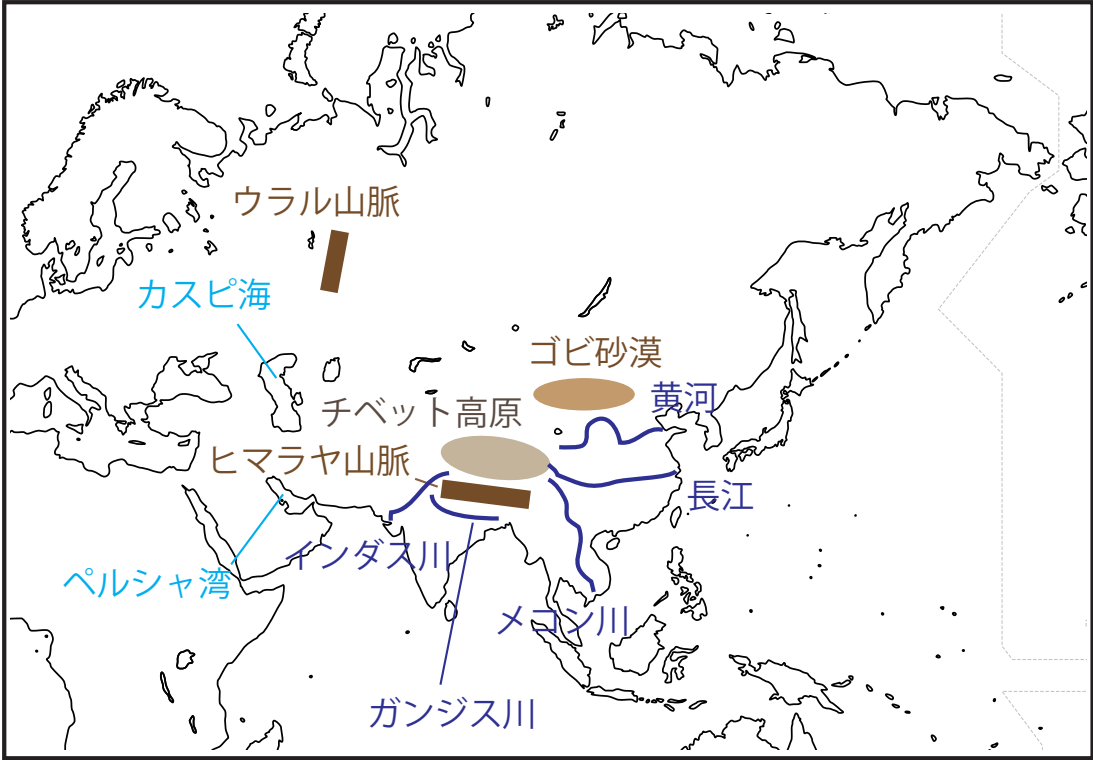 ウラル山脈
カスピ海
ゴビ砂漠
黄河
チベット高原
ヒマラヤ山脈
長江
インダス川
ペルシャ湾
メコン川
ガンジス川